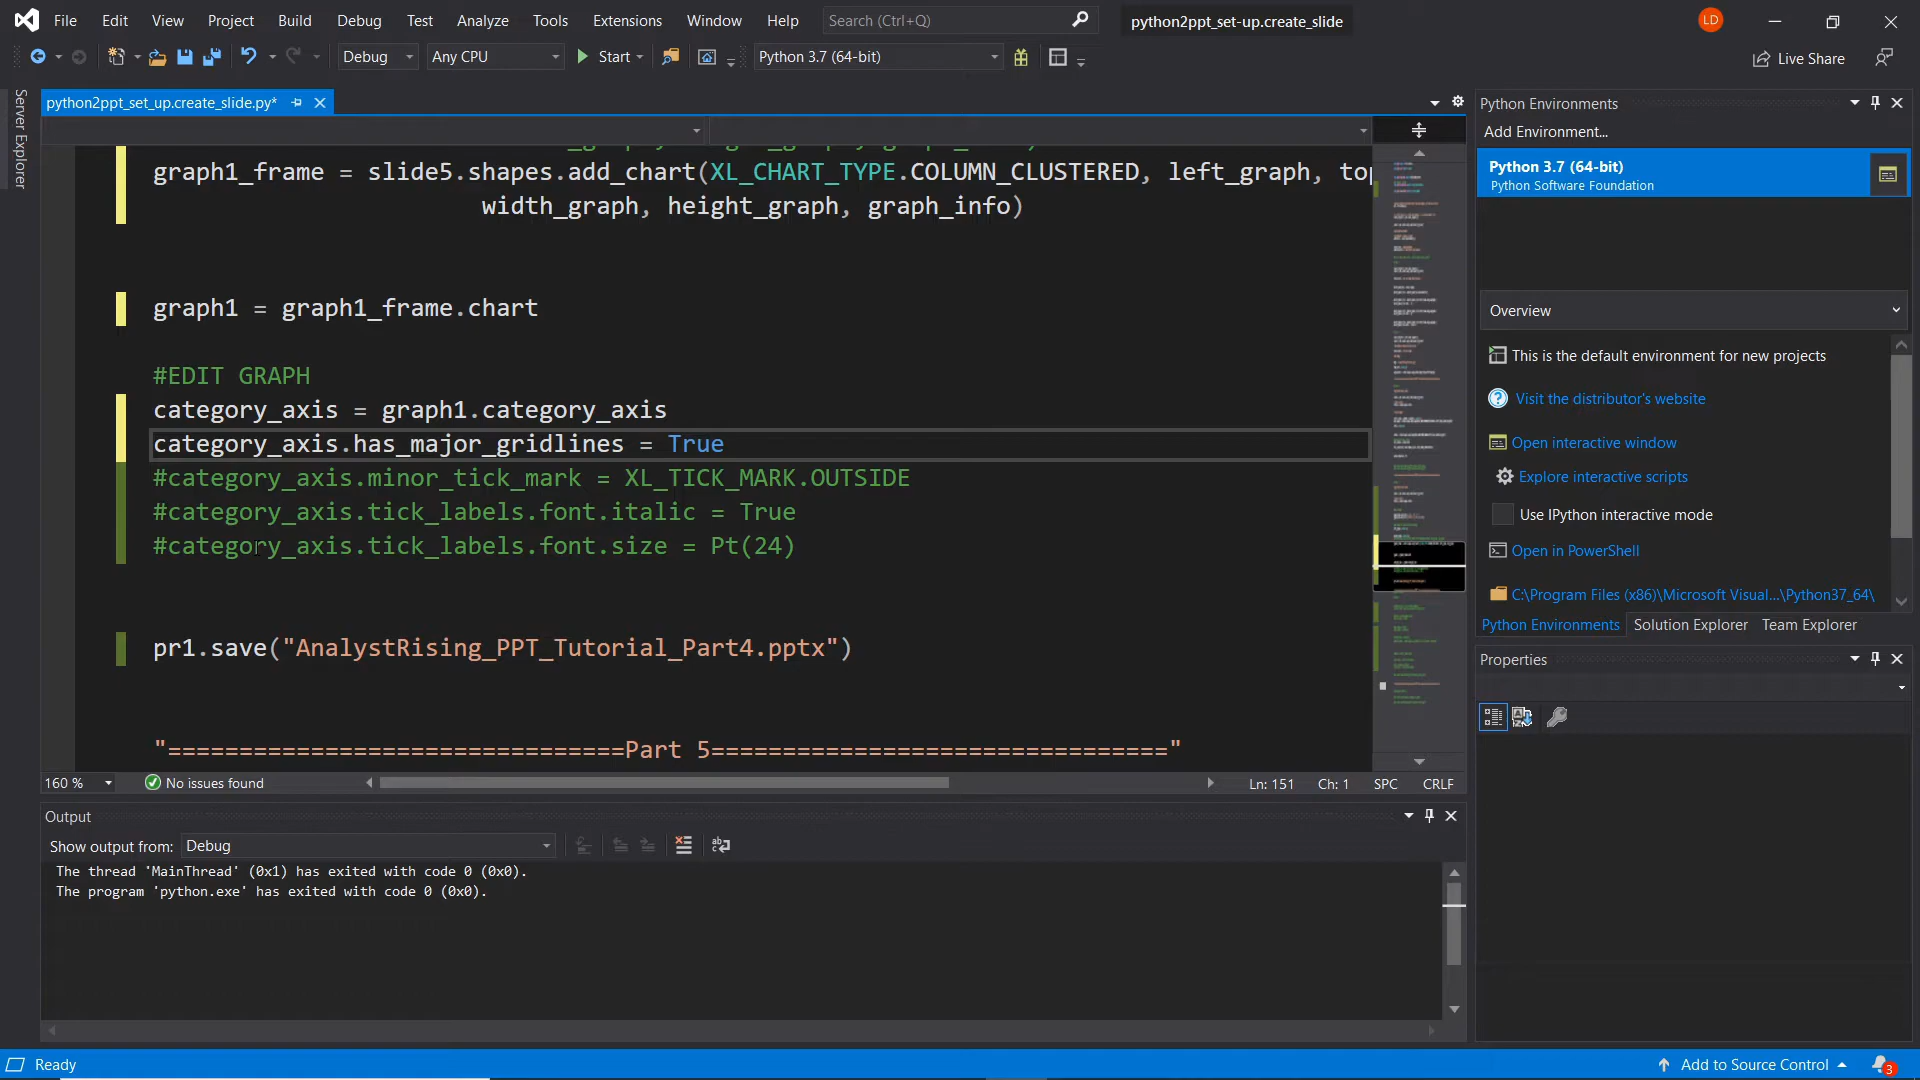 File Edit View Project Build Debug Test Analyze Tools Extensions Window Help Search (Ctrl+Q) python2ppt_set-up.create_slide LD
Debug Any CPU Start Python 3.7 (64-bit) Live Share
Server Explorer
python2ppt_set_up.create_slide.py*
graph1_frame = slide5.shapes.add_chart(XL_CHART_TYPE.COLUMN_CLUSTERED, left_graph, top
width_graph, height_graph, graph_info)
graph1 = graph1_frame.chart
#EDIT GRAPH
category_axis = graph1.category_axis
category_axis.has_major_gridlines = True
#category_axis.minor_tick_mark = XL_TICK_MARK.OUTSIDE
#category_axis.tick_labels.font.italic = True
#category_axis.tick_labels.font.size = Pt(24)
pr1.save("AnalystRising_PPT_Tutorial_Part4.pptx")
"================================Part 5================================"
160 % No issues found Ln: 151 Ch: 1 SPC CRLF
Output
Show output from: Debug
The thread 'MainThread' (0x1) has exited with code 0 (0x0).
The program 'python.exe' has exited with code 0 (0x0).
Python Environments
Add Environment...
Python 3.7 (64-bit)
Python Software Foundation
Overview
This is the default environment for new projects
Visit the distributor's website
Open interactive window
Explore interactive scripts
Use IPython interactive mode
Open in PowerShell
C:\Program Files (x86)\Microsoft Visual...\Python37_64\
Python Environments Solution Explorer Team Explorer
Properties
Ready Add to Source Control 3